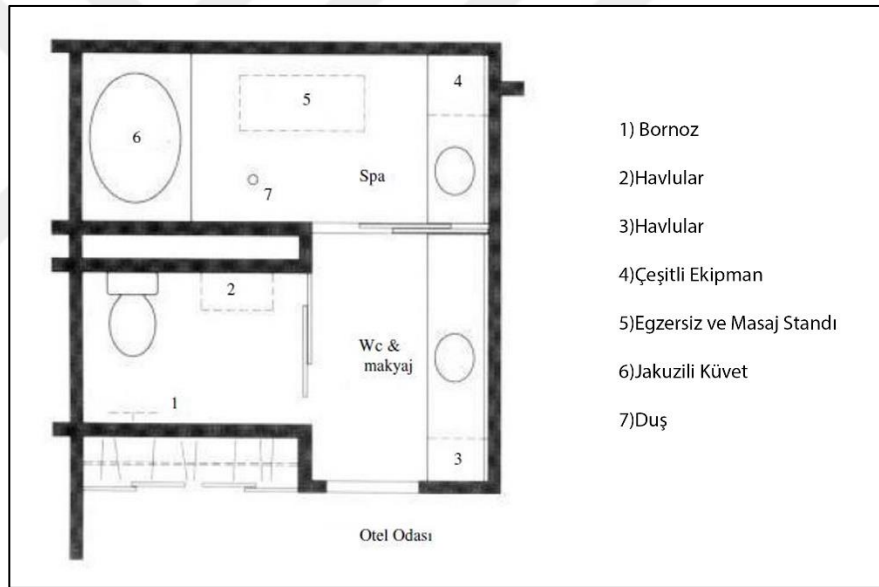 4
5
6
Spa
7
2
Wc &
makyaj
1
3
Otel Odası
1) Bornoz
2)Havlular
3)Havlular
4)Çeşitli Ekipman
5)Egzersiz ve Masaj Standı
6)Jakuzili Küvet
7)Duş